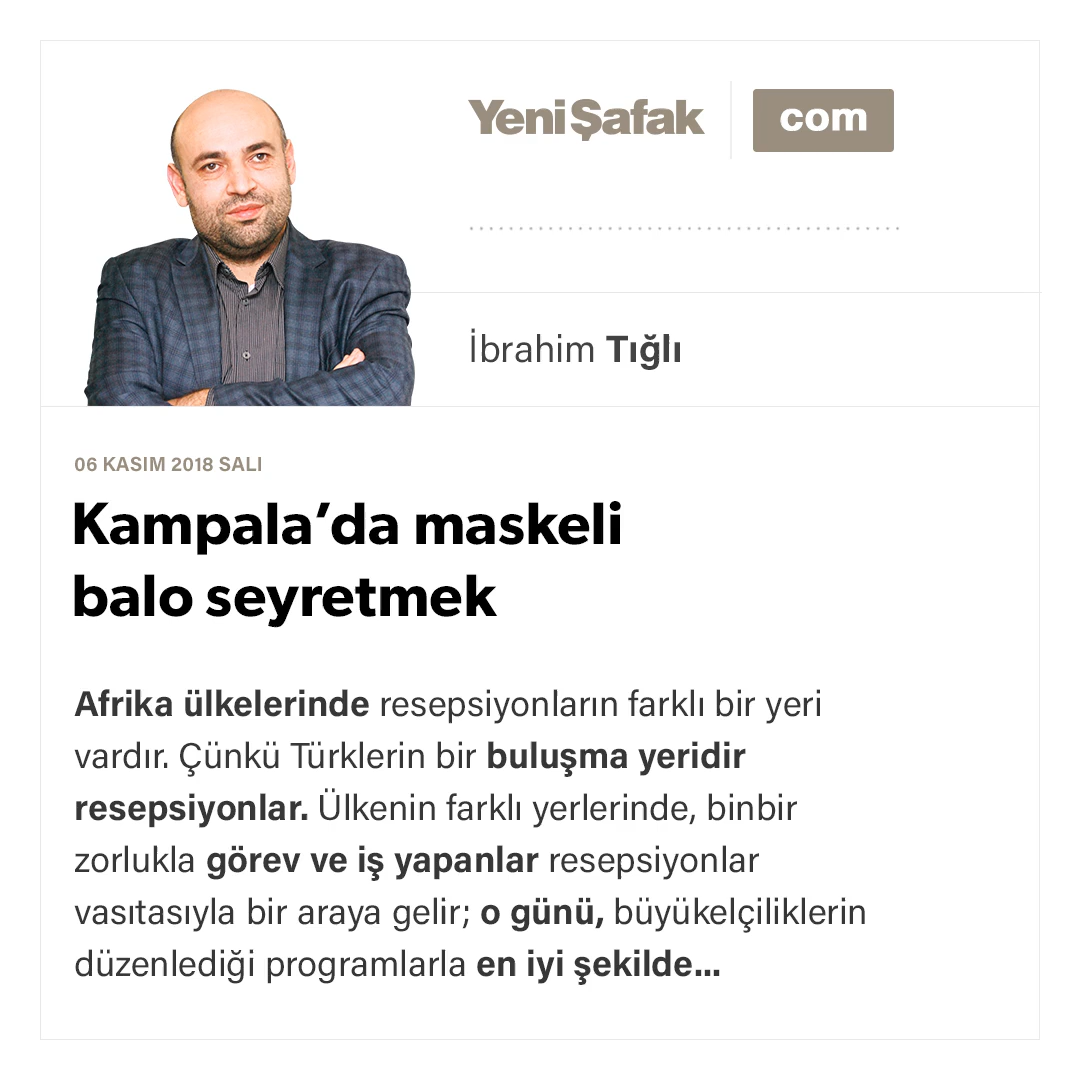 YeniŞafak com
İbrahim Tığlı
06 KASIM 2018 SALI
Kampala’da maskeli
balo seyretmek
Afrika ülkelerinde resepsiyonların farklı bir yeri
vardır. Çünkü Türklerin bir buluşma yeridir
resepsiyonlar. Ülkenin farklı yerlerinde, binbir
zorlukla görev ve iş yapanlar resepsiyonlar
vasıtasıyla bir araya gelir; o günü, büyükelçiliklerin
düzenlediği programlarla en iyi şekilde...